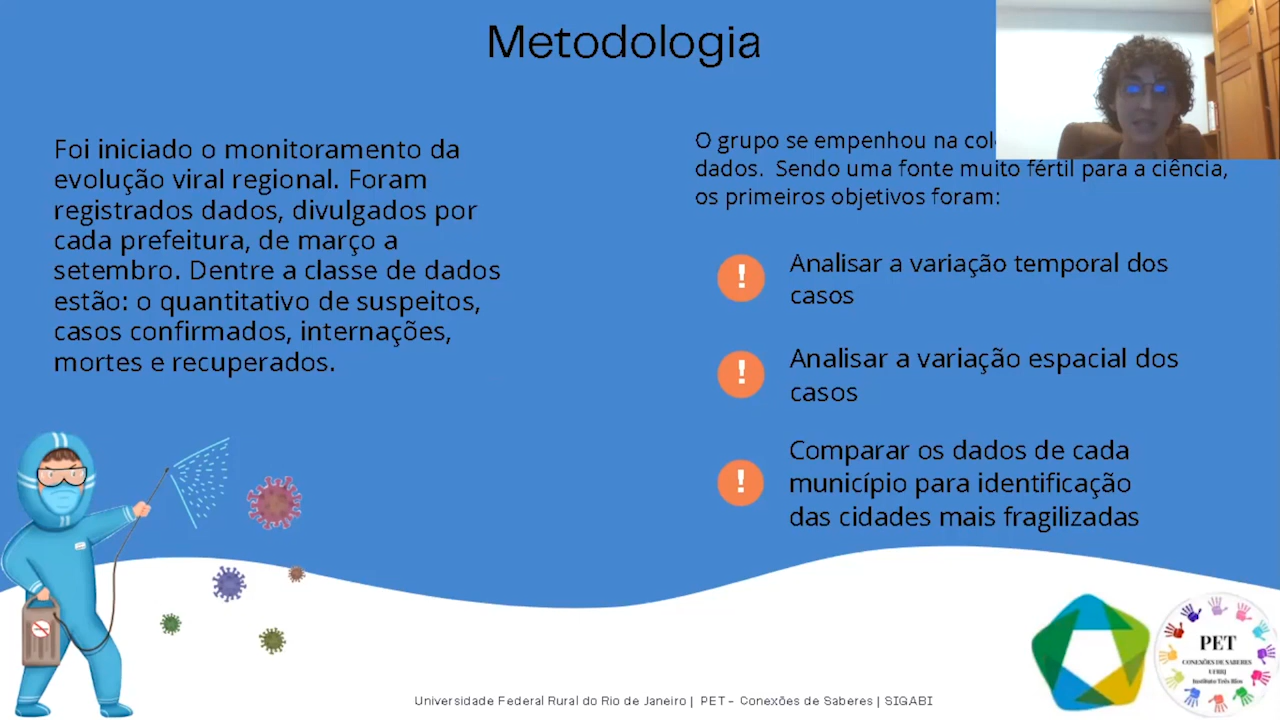 Metodologia
Foi iniciado o monitoramento da
evolução viral regional. Foram
registrados dados, divulgados por
cada prefeitura, de março a
setembro. Dentre a classe de dados
estão: o quantitativo de suspeitos,
casos confirmados, internações,
mortes e recuperados.
O grupo se empenhou na
dados. Sendo uma fonte muito fértil para a ciência,
os primeiros objetivos foram:
! Analisar a variação temporal dos
casos
! Analisar a variação espacial dos
casos
! Comparar os dados de cada
município para identificação
das cidades mais fragilizadas
PET
CONEXÕES DE SABERES
UFRRJ
Instituto Três Rios
Universidade Federal Rural do Rio de Janeiro | PET - Conexões de Saberes | SIGABI